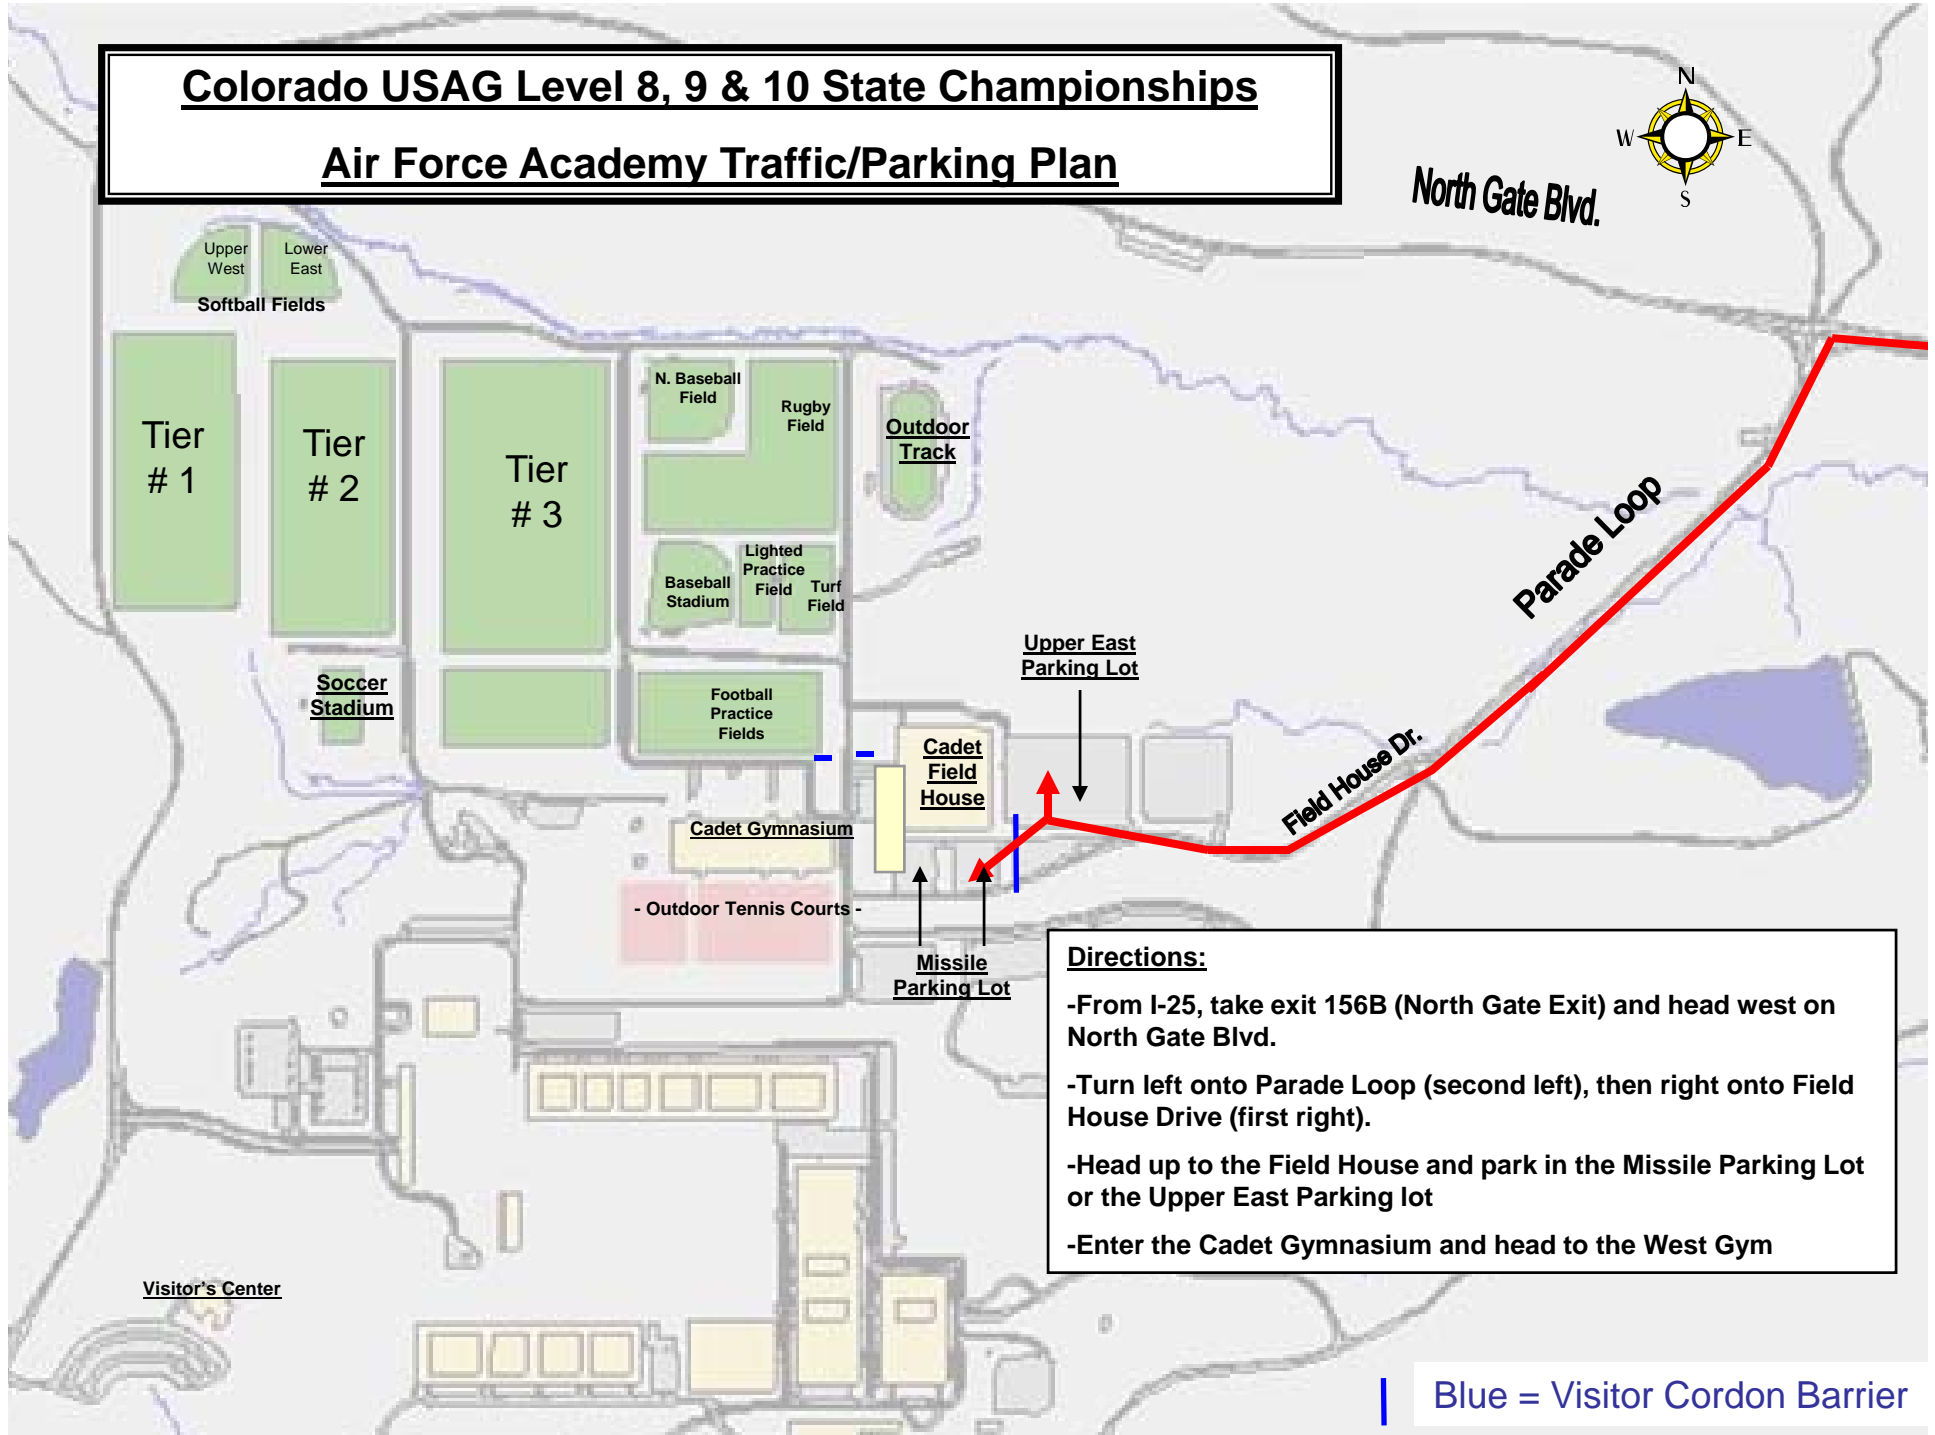 Colorado USAG Level 8, 9 & 10 State Championships
Air Force Academy Traffic/Parking Plan
N
W
E
S
North Gate Blvd.
Upper
West
Lower
East
Softball Fields
Tier
# 1
Tier
# 2
Tier
# 3
N. Baseball
Field
Rugby
Field
Outdoor
Track
Lighted
Practice
Field
Baseball
Stadium
Turf
Field
Parade Loop
Upper East
Parking Lot
Soccer
Stadium
Football
Practice
Fields
Cadet
Field
House
Field House Dr.
Cadet Gymnasium
- Outdoor Tennis Courts -
Missile
Parking Lot
Directions:
-From I-25, take exit 156B (North Gate Exit) and head west on
North Gate Blvd.
-Turn left onto Parade Loop (second left), then right onto Field
House Drive (first right).
-Head up to the Field House and park in the Missile Parking Lot
or the Upper East Parking lot
-Enter the Cadet Gymnasium and head to the West Gym
Visitor's Center
Blue = Visitor Cordon Barrier